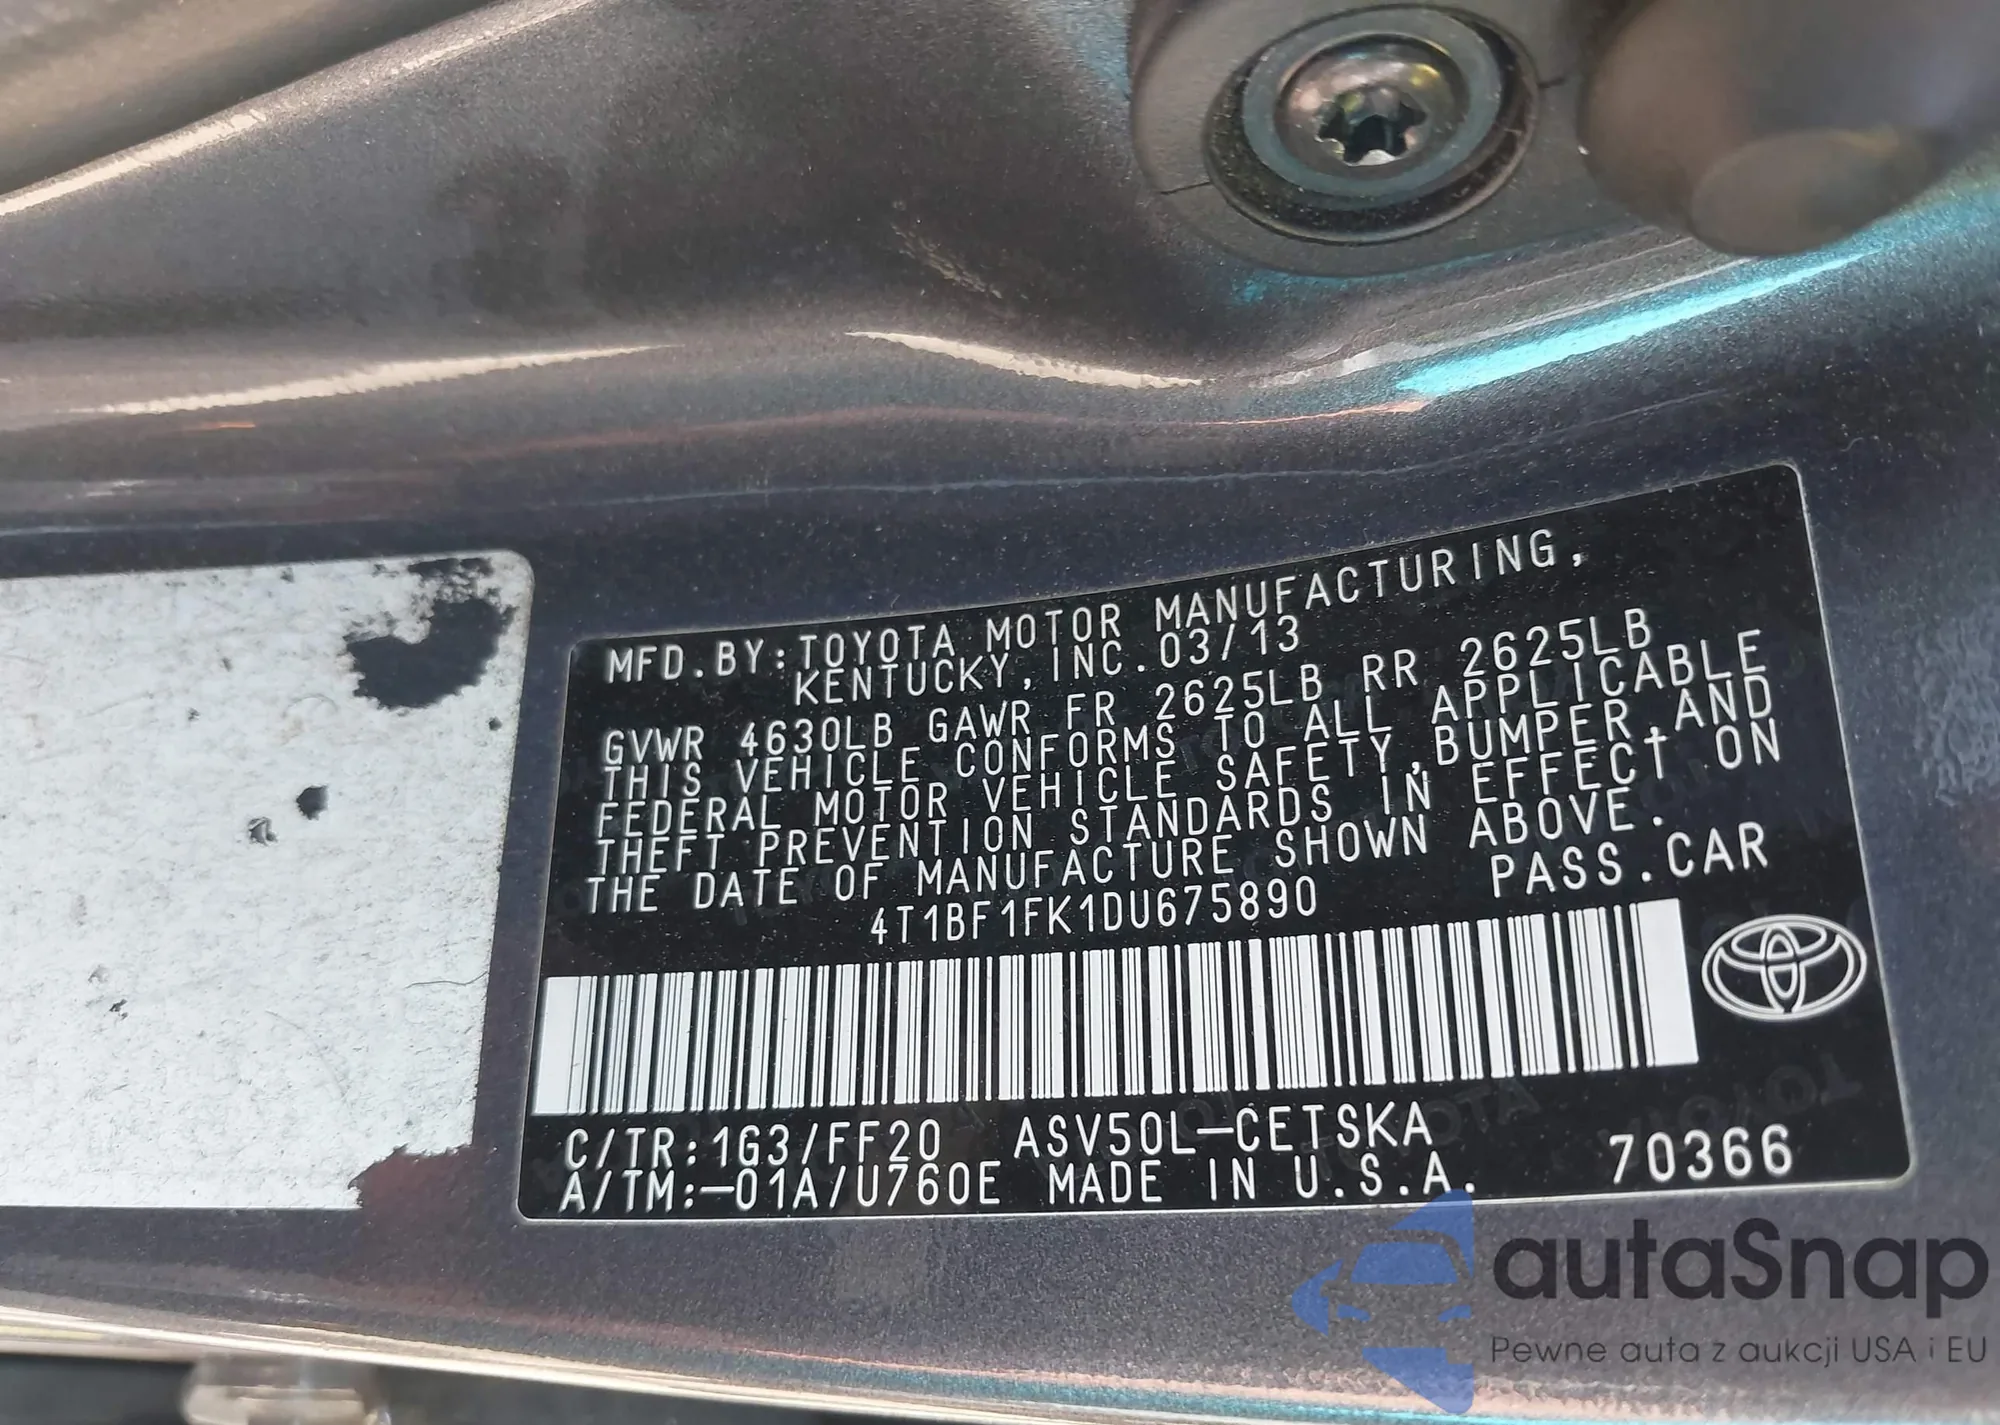 MFD.BY:TOYOTA MOTOR MANUFACTURING,
KENTUCKY,INC.03/13
GVWR 4630LB GAWR FR 2625LB RR 2625LB
THIS VEHICLE CONFORMS TO ALL APPLICABLE
FEDERAL MOTOR VEHICLE SAFETY,BUMPER,AND
THEFT PREVENTION STANDARDS IN EFFECT ON
THE DATE OF MANUFACTURE SHOWN ABOVE.
4T1BF1FK1DU675890 PASS.CAR
C/TR:1G3/FF20 ASV50L-CETSKA
A/TM:-01A/U760E MADE IN U.S.A. 70366
autaSnap
Pewne auta z aukcji USA i EU